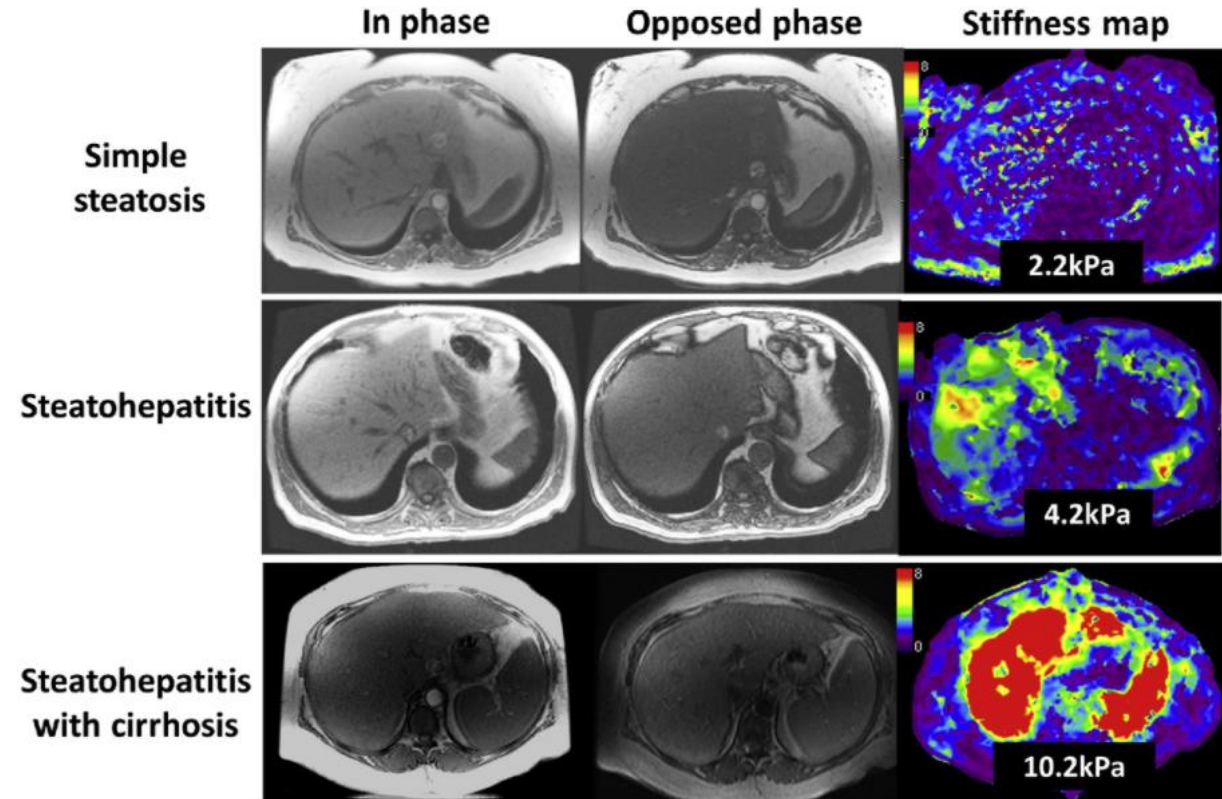 In phase
Opposed phase
Stiffness map
Simple
steatosis
8
0
2.2kPa
Steatohepatitis
8
0
4.2kPa
Steatohepatitis
with cirrhosis
8
0
10.2kPa